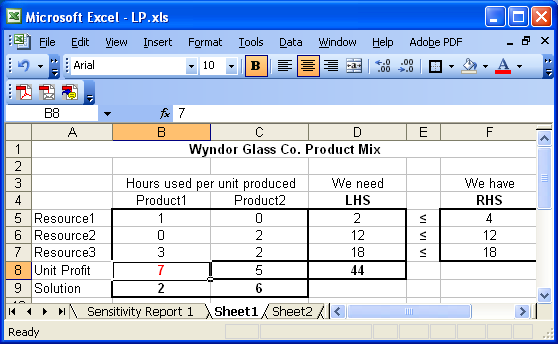 Microsoft Excel - LP.xls
File Edit View Insert Format Tools Data Window Help Adobe PDF
Arial 10 B A
B8 fx 7
A B C D E F
1 Wyndor Glass Co. Product Mix
2
3 Hours used per unit produced We need We have
4 Product1 Product2 LHS RHS
5 Resource1 1 0 2 ≤ 4
6 Resource2 0 2 12 ≤ 12
7 Resource3 3 2 18 ≤ 18
8 Unit Profit 7 5 44
9 Solution 2 6
Sensitivity Report 1 Sheet1 Sheet2
Ready